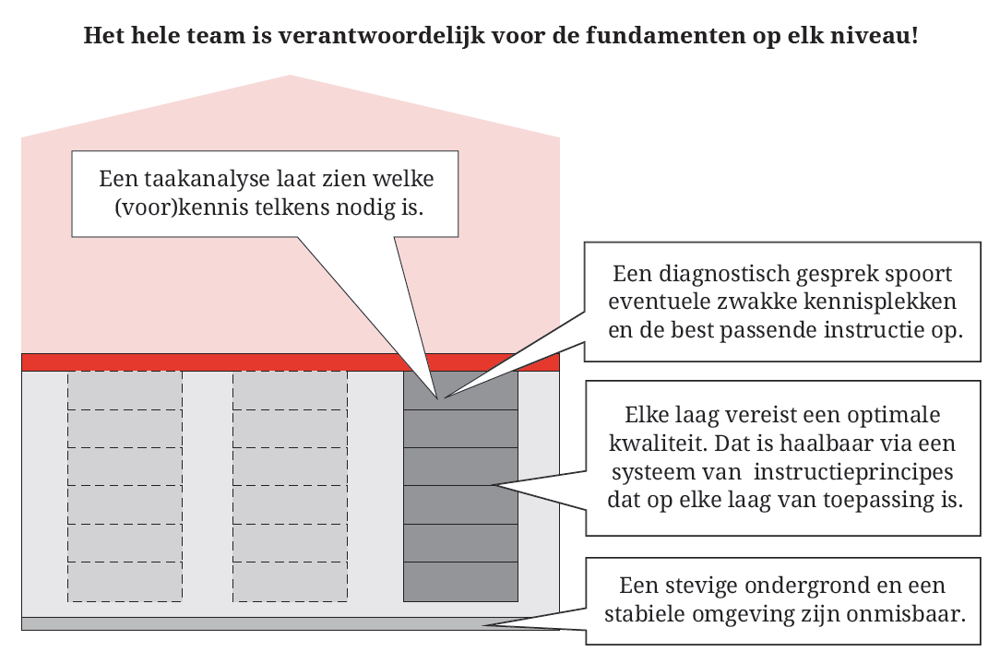 Het hele team is verantwoordelijk voor de fundamenten op elk niveau!
Een taakanalyse laat zien welke
(voor)kennis telkens nodig is.
Een diagnostisch gesprek spoort
eventuele zwakke kennisplekken
en de best passende instructie op.
Elke laag vereist een optimale
kwaliteit. Dat is haalbaar via een
systeem van  instructieprincipes
dat op elke laag van toepassing is.
Een stevige ondergrond en een
stabiele omgeving zijn onmisbaar.